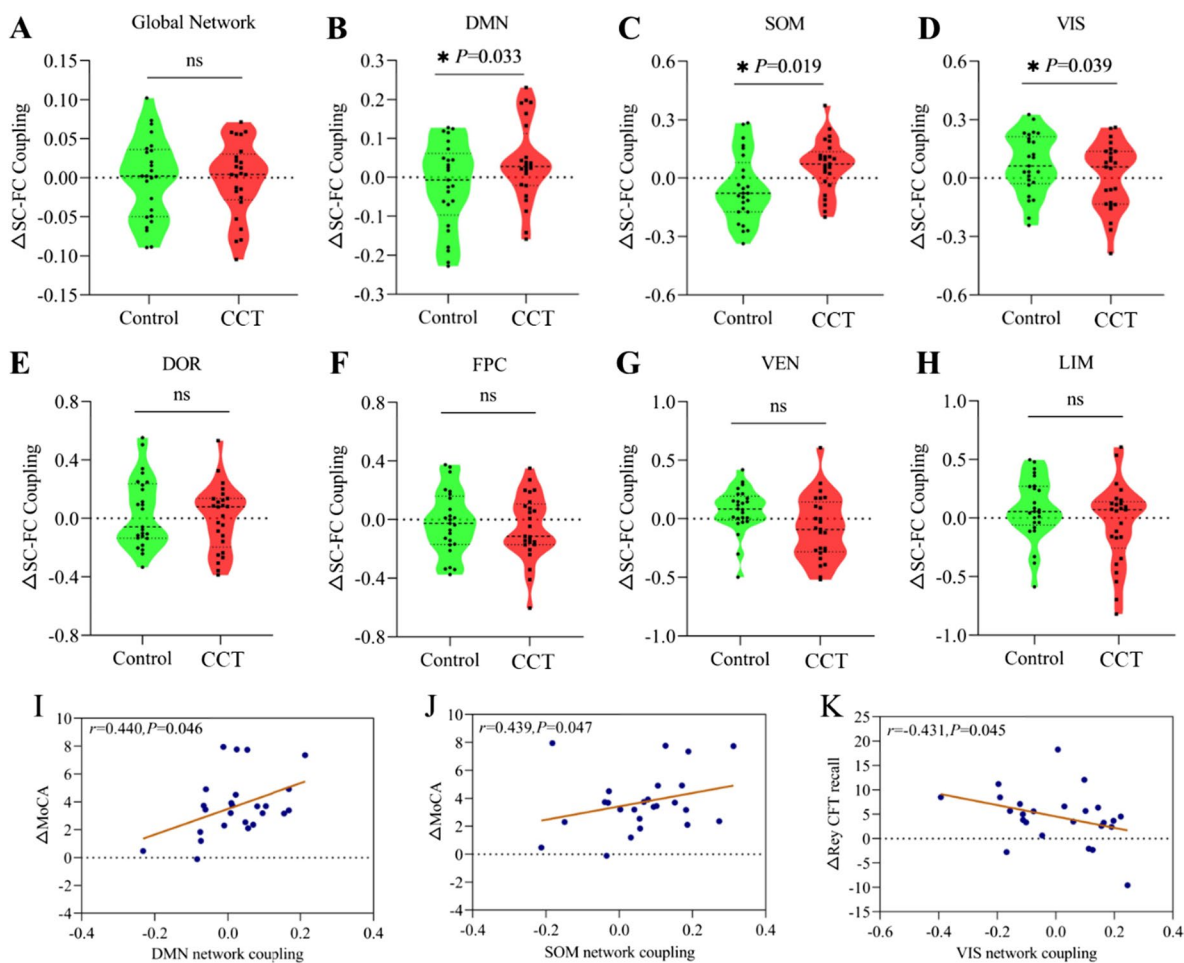 A
Global Network
ns
△SC-FC Coupling
0.15
0.10
0.05
0.00
-0.05
-0.10
-0.15
Control
CCT
B
DMN
* P=0.033
△SC-FC Coupling
0.3
0.2
0.1
0.0
-0.1
-0.2
-0.3
Control
CCT
C
SOM
* P=0.019
△SC-FC Coupling
0.6
0.3
0.0
-0.3
-0.6
Control
CCT
D
VIS
* P=0.039
△SC-FC Coupling
0.6
0.3
0.0
-0.3
-0.6
Control
CCT
E
DOR
ns
△SC-FC Coupling
0.8
0.4
0.0
-0.4
-0.8
Control
CCT
F
FPC
ns
△SC-FC Coupling
0.8
0.4
0.0
-0.4
-0.8
Control
CCT
G
VEN
ns
△SC-FC Coupling
1.0
0.5
0.0
-0.5
-1.0
Control
CCT
H
LIM
ns
△SC-FC Coupling
1.0
0.5
0.0
-0.5
-1.0
Control
CCT
I
r=0.440,P=0.046
△MoCA
10
8
6
4
2
0
-2
-4
-0.4
-0.2
0.0
0.2
0.4
DMN network coupling
J
r=0.439,P=0.047
△MoCA
10
8
6
4
2
0
-2
-4
-0.4
-0.2
0.0
0.2
0.4
SOM network coupling
K
r=-0.431,P=0.045
△Rey CFT recall
25
20
15
10
5
0
-5
-10
-15
-0.6
-0.4
-0.2
0.0
0.2
0.4
VIS network coupling